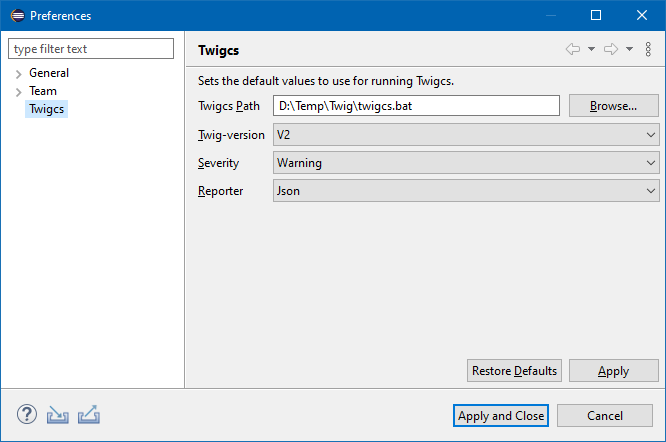 Preferences
type filter text
General
Team
Twigcs
Twigcs
Sets the default values to use for running Twigcs.
Twigcs Path D:\Temp\Twig\twigcs.bat Browse...
Twig-version V2
Severity Warning
Reporter Json
Restore Defaults Apply
Apply and Close Cancel